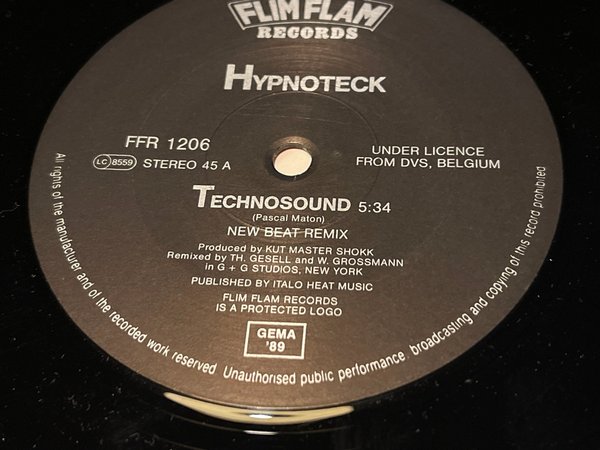 FLIM FLAM
RECORDS
HYPNOTECK
FFR 1206
LC 8559 STEREO 45 A
UNDER LICENCE
FROM DVS, BELGIUM
TECHNOSOUND 5:34
(Pascal Maton)
NEW BEAT REMIX
Produced by KUT MASTER SHOKK
Remixed by TH. GESELL and W. GROSSMANN
in G + G STUDIOS, NEW YORK
PUBLISHED BY ITALO HEAT MUSIC
FLIM FLAM RECORDS
IS A PROTECTED LOGO
GEMA
'89
All rights of the manufacturer and of the recorded work reserved. Unauthorised public performance, broadcasting and copying of this record prohibited